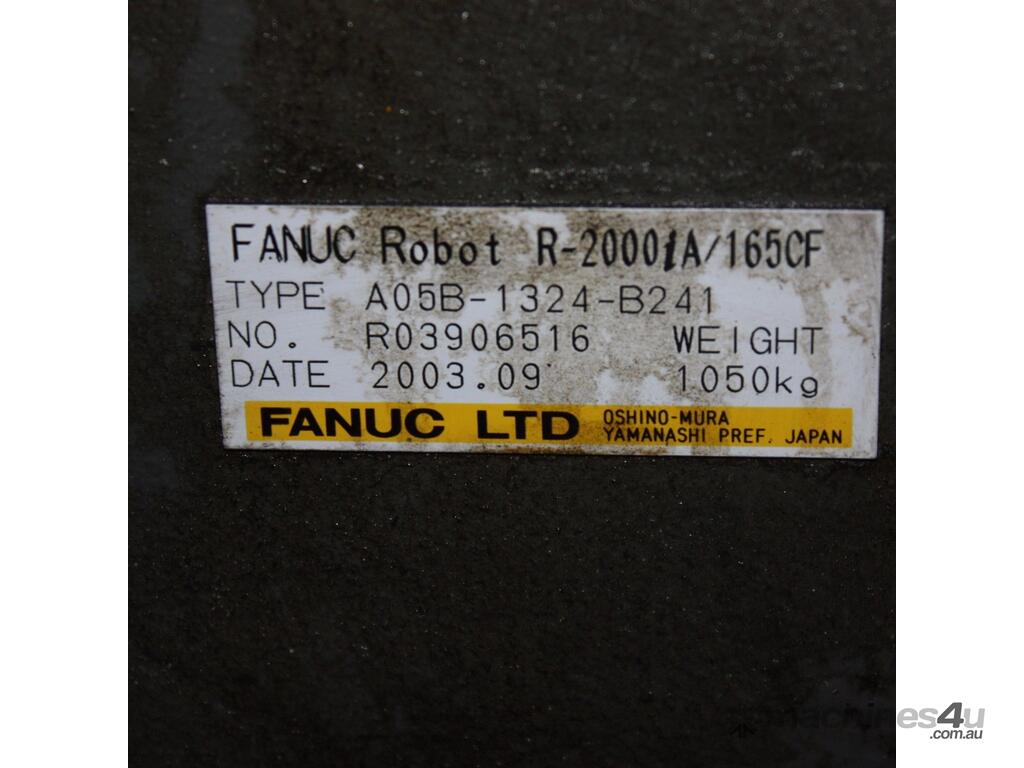 FANUC Robot R-2000iA/165CF
TYPE A05B-1324-B241
NO. R03906516 WEIGHT
DATE 2003.09 1050kg
FANUC LTD OSHINO-MURA
YAMANASHI PREF. JAPAN
machines4u
.com.au